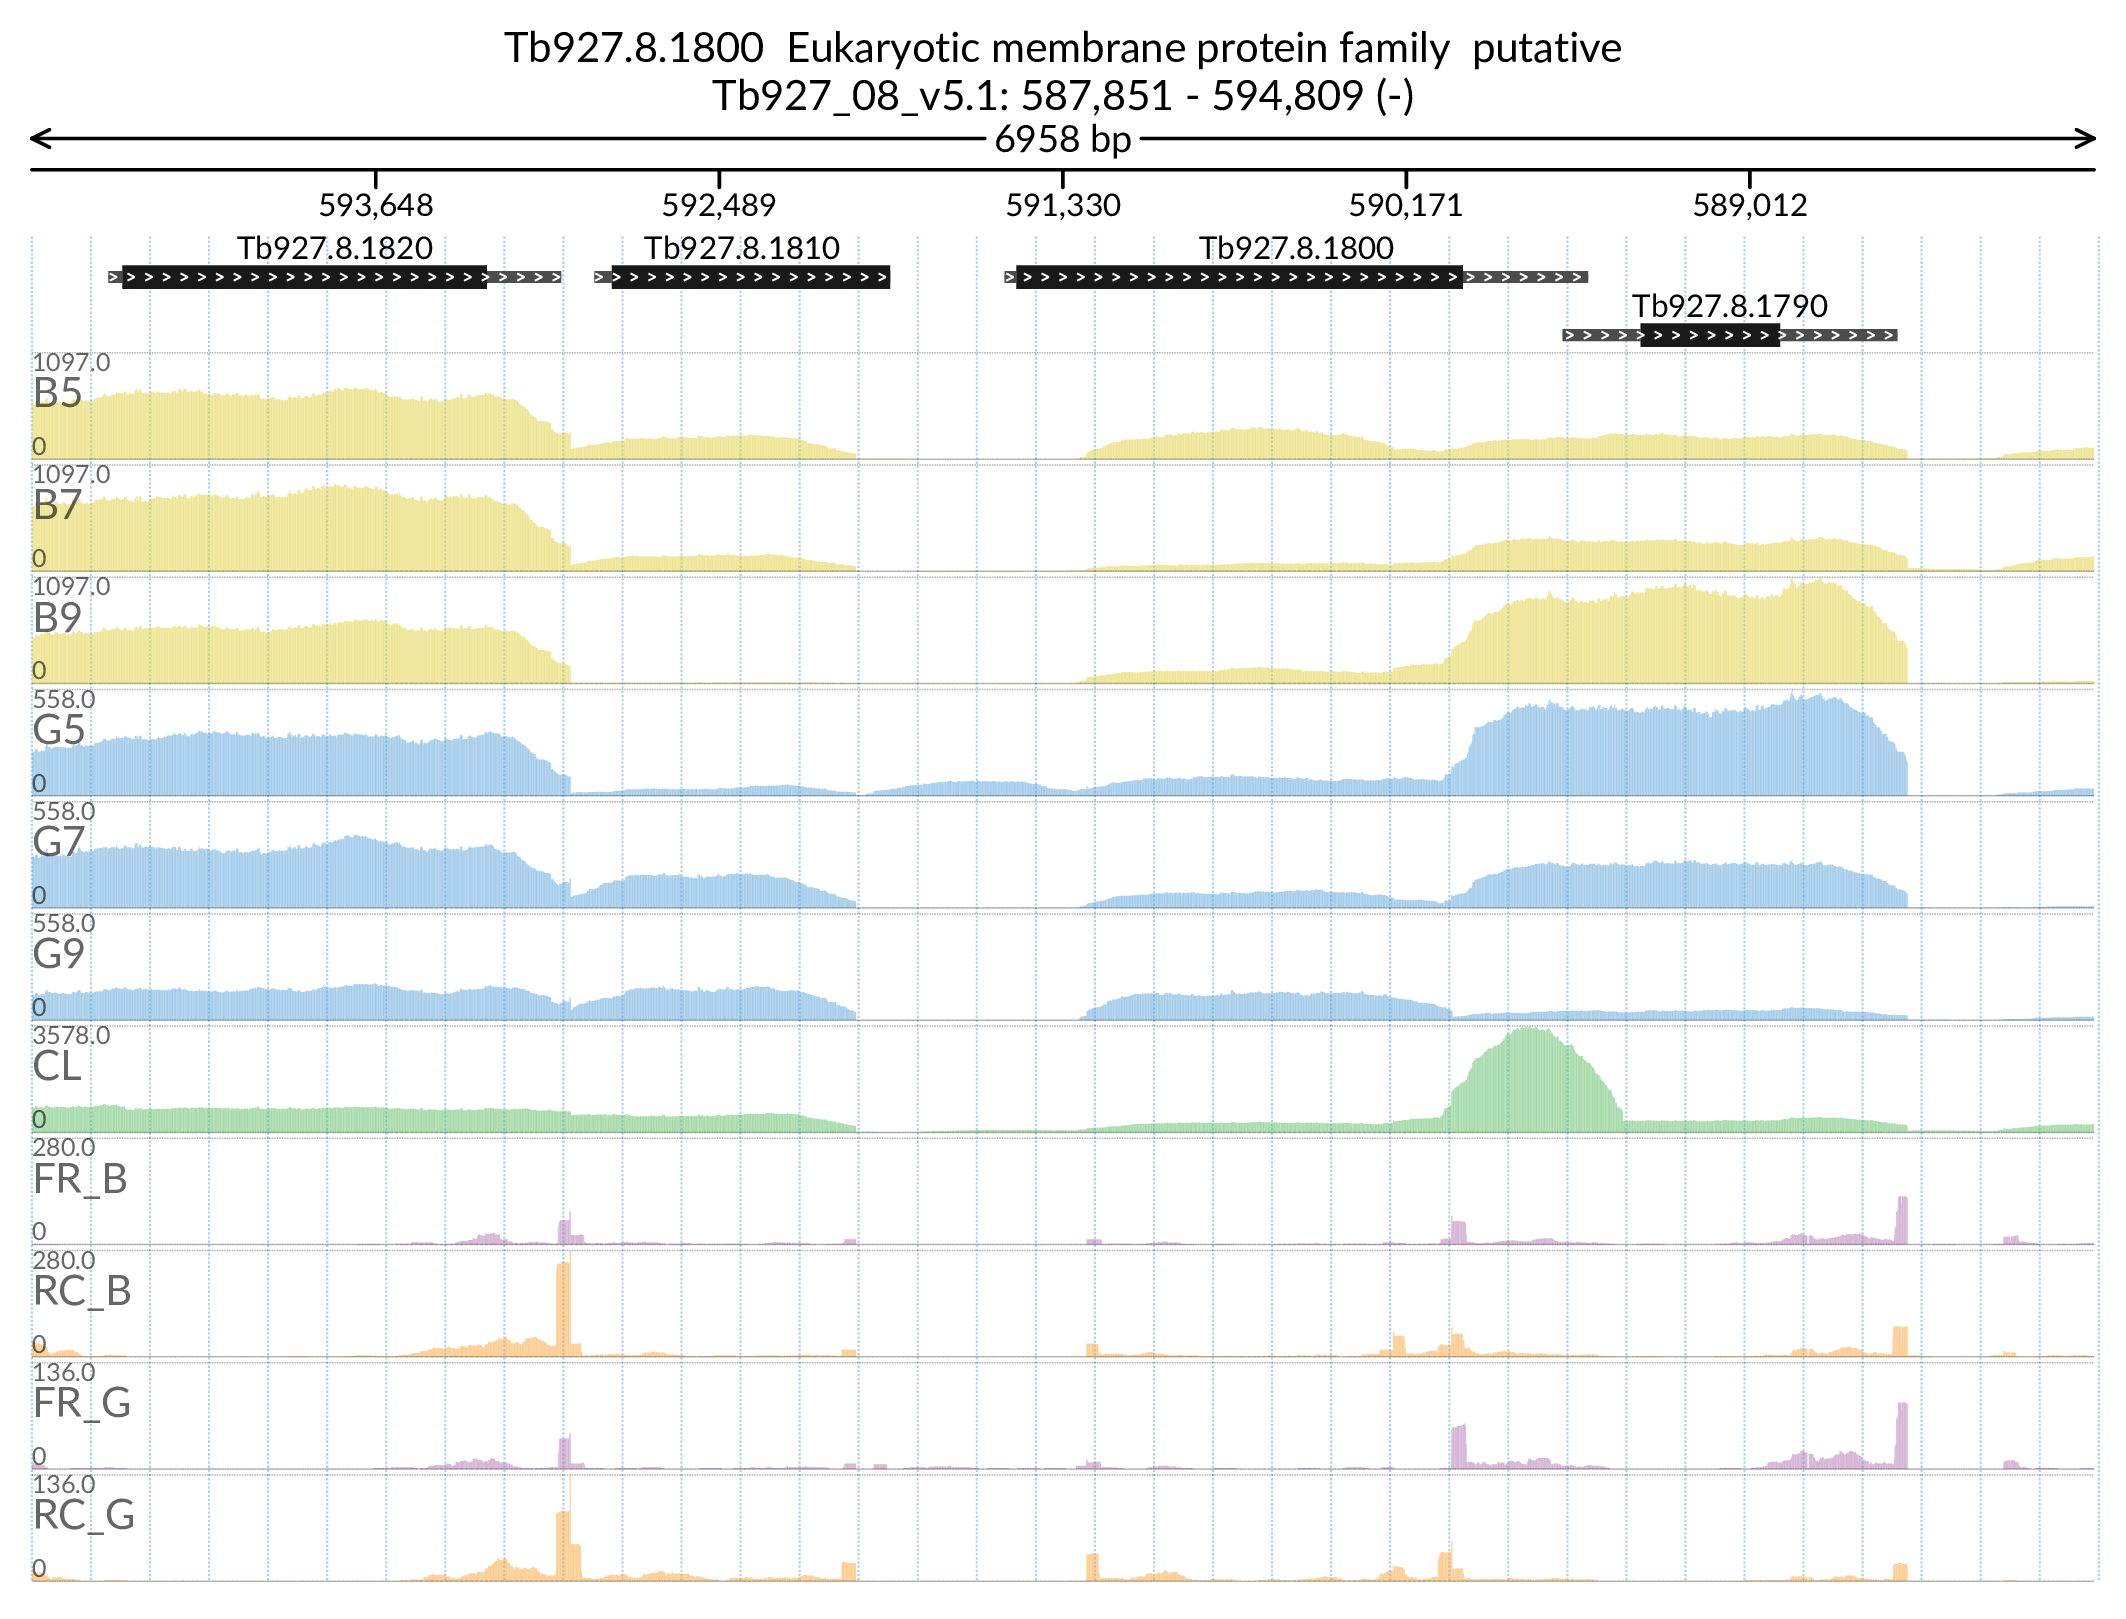 Tb927.8.1800  Eukaryotic membrane protein family  putative
Tb927_08_v5.1: 587,851 - 594,809 (-)
6958 bp
593,648 592,489 591,330 590,171 589,012
Tb927.8.1820 Tb927.8.1810 Tb927.8.1800
Tb927.8.1790
1097.0
B5
0
1097.0
B7
0
1097.0
B9
0
558.0
G5
0
558.0
G7
0
558.0
G9
0
3578.0
CL
0
280.0
FR_B
0
280.0
RC_B
0
136.0
FR_G
0
136.0
RC_G
0